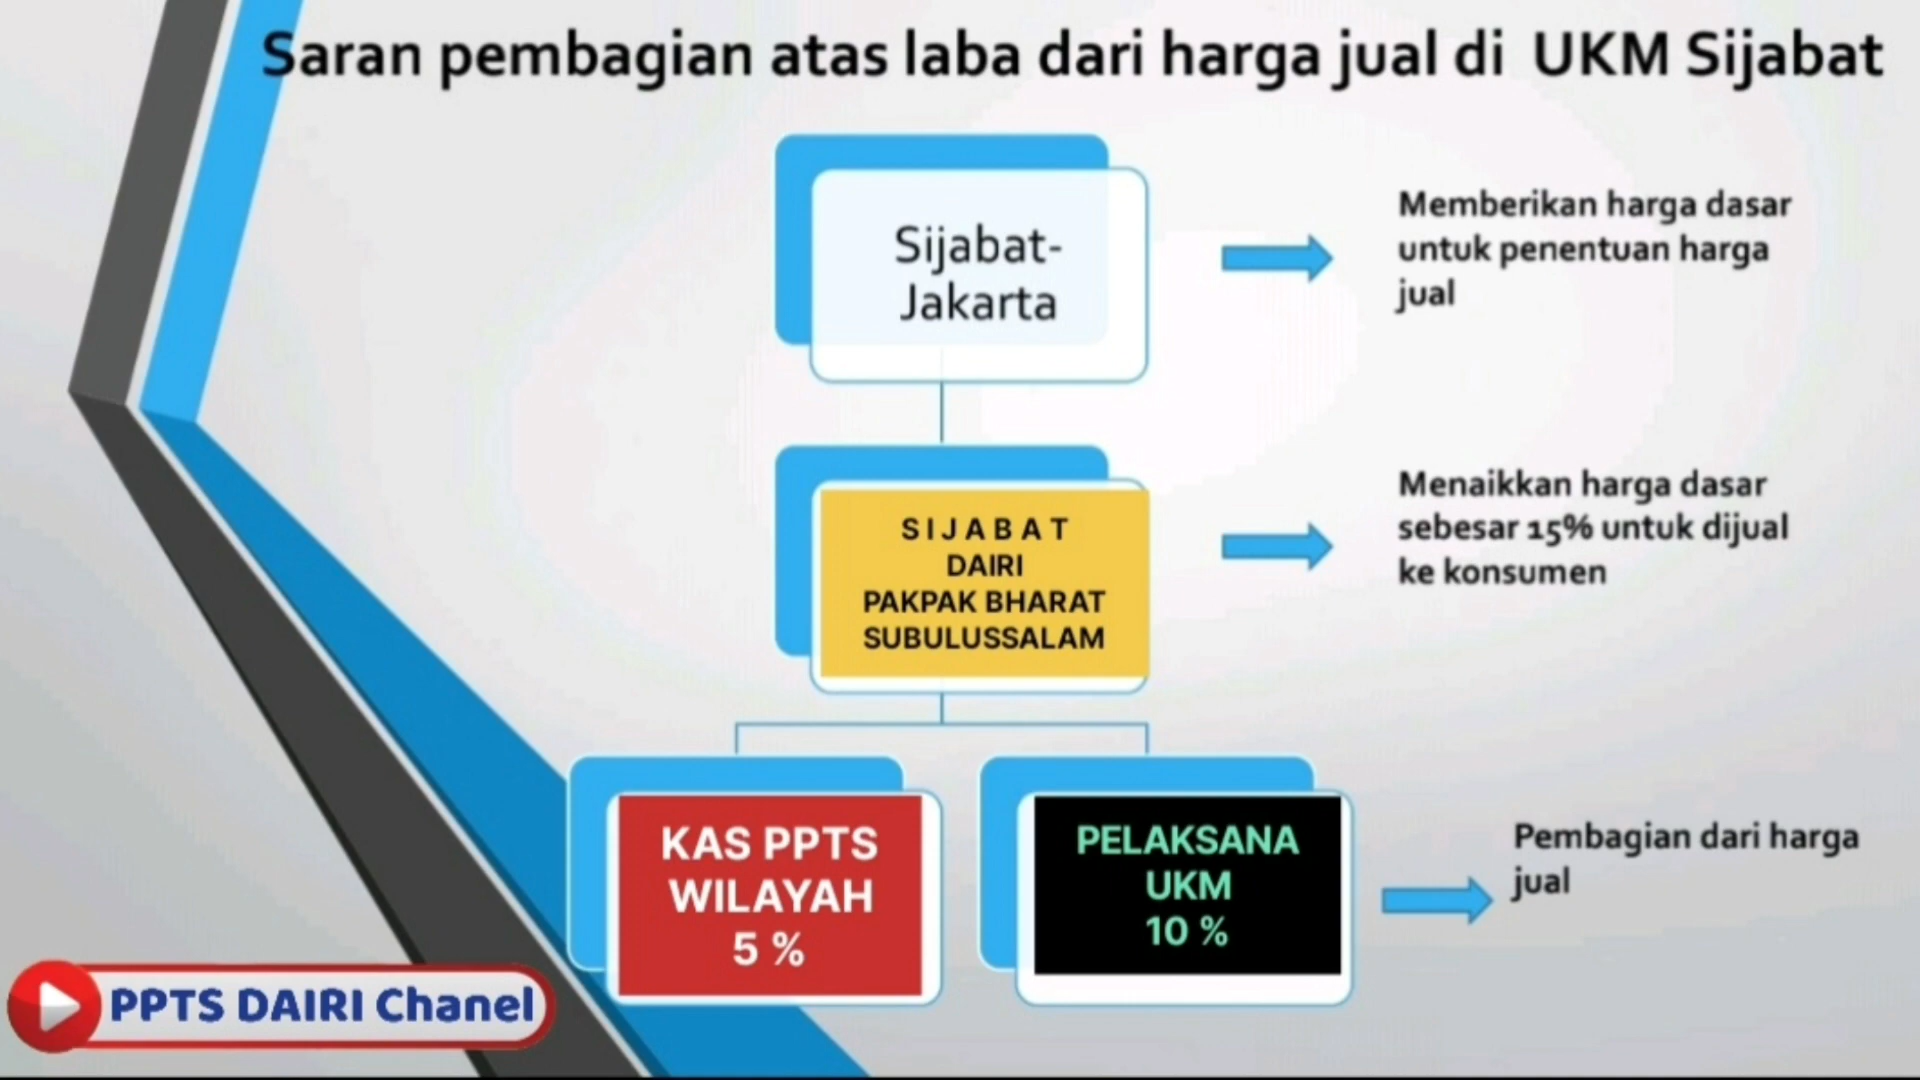 Saran pembagian atas laba dari harga jual di UKM Sijabat
Sijabat-
Jakarta
Memberikan harga dasar
untuk penentuan harga
jual
S I J A B A T
DAIRI
PAKPAK BHARAT
SUBULUSSALAM
Menaikkan harga dasar
sebesar 15% untuk dijual
ke konsumen
KAS PPTS
WILAYAH
5 %
PELAKSANA
UKM
10 %
Pembagian dari harga
jual
PPTS DAIRI Chanel